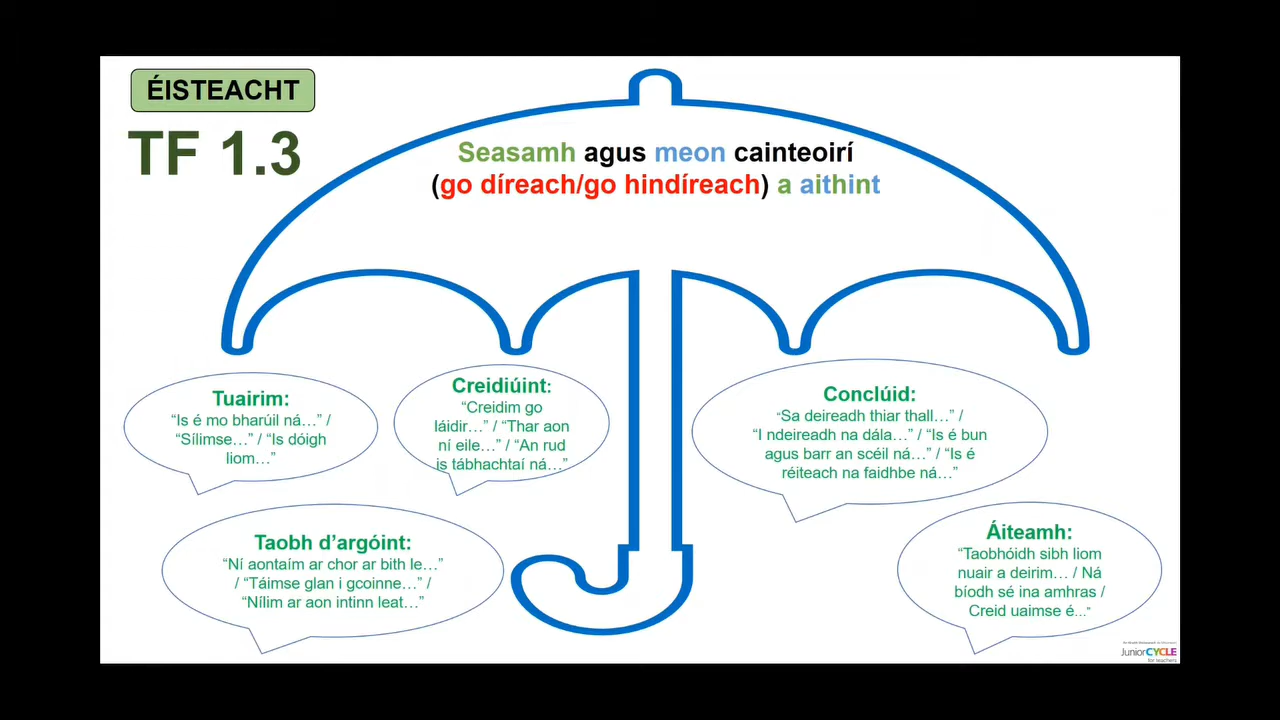 ÉISTEACHT
TF 1.3
Seasamh agus meon cainteoirí
(go díreach/go hindíreach) a aithint
Tuairim:
“Is é mo bharúil ná…” /
“Sílimse…” / “Is dóigh
liom…”
Creidiúint:
“Creidim go
láidir…” / “Thar aon
ní eile…” / “An rud
is tábhachtaí ná…”
Conclúid:
“Sa deireadh thiar thall…” /
“I ndeireadh na dála…” / “Is é bun
agus barr an scéil ná…” / “Is é
réiteach na faidhbe ná…”
Taobh d’argóint:
“Ní aontaím ar chor ar bith le…”
/ “Táimse glan i gcoinne…” /
“Nílim ar aon intinn leat…”
Áiteamh:
“Taobhóidh sibh liom
nuair a deirim… / Ná
bíodh sé ina amhras /
Creid uaimse é...”
JuniorCYCLE
for teachers